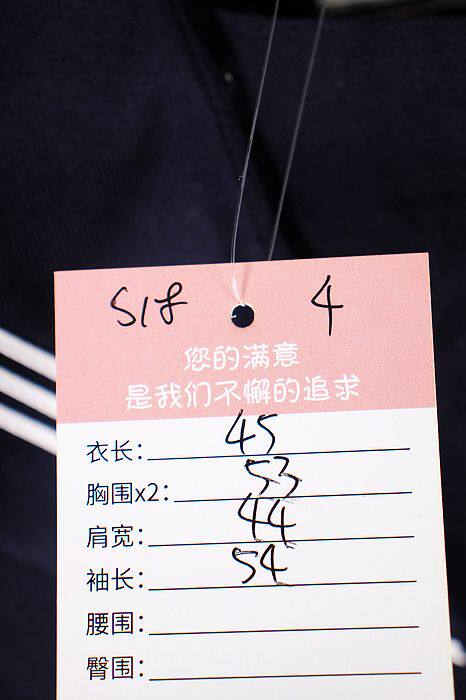 S18 4
您的满意
是我们不懈的追求
衣长: 45
胸围x2: 53
肩宽: 44
袖长: 54
腰围:
臀围: